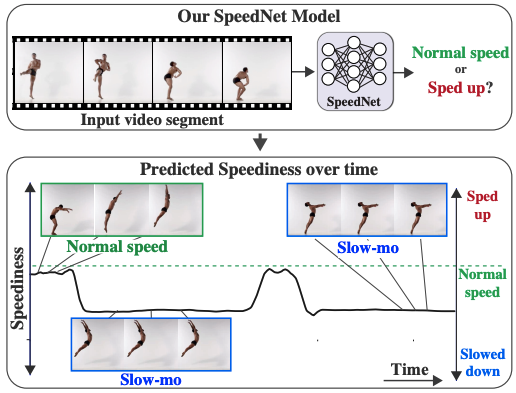 Our SpeedNet Model
Normal speed
or
Sped up?
SpeedNet
Input video segment
Predicted Speediness over time
Sped
up
Normal speed
Slow-mo
Speediness
Normal
speed
Slow-mo
Time
Slowed
down